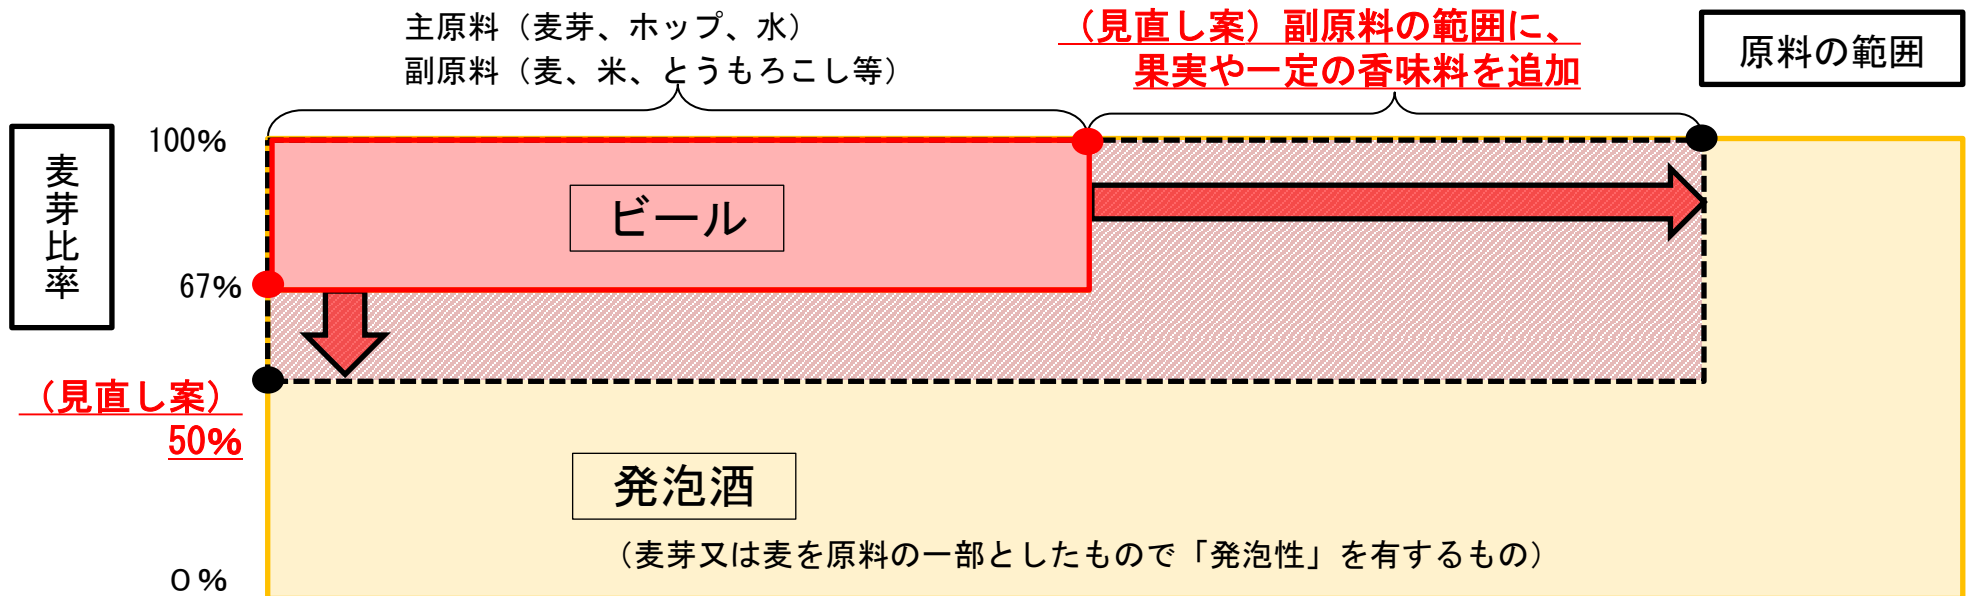 主原料（麦芽、ホップ、水）
副原料（麦、米、とうもろこし等）
（見直し案）副原料の範囲に、
果実や一定の香味料を追加
原料の範囲
麦芽比率
100%
67%
（見直し案）
50%
０%
ビール
発泡酒
（麦芽又は麦を原料の一部としたもので「発泡性」を有するもの）